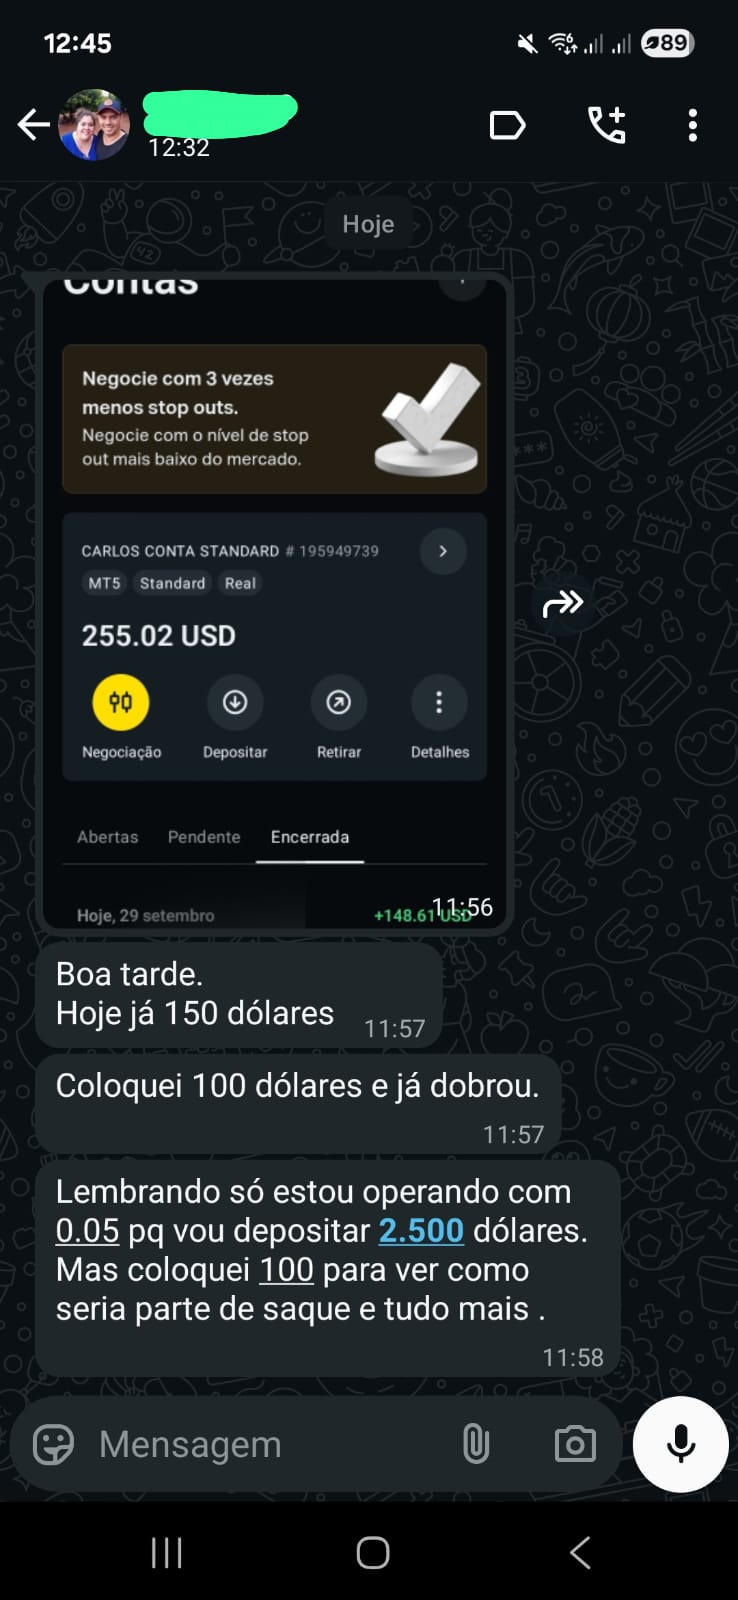 12:45
89
12:32
Hoje
Contas
Negocie com 3 vezes
menos stop outs.
Negocie com o nível de stop
out mais baixo do mercado.
CARLOS CONTA STANDARD # 195949739
MT5 Standard Real
255.02 USD
Negociação Depositar Retirar Detalhes
Abertas Pendente Encerrada
Hoje, 29 setembro +148.61 USD
11:56
Boa tarde.
Hoje já 150 dólares 11:57
Coloquei 100 dólares e já dobrou.
11:57
Lembrando só estou operando com
0.05 pq vou depositar 2.500 dólares.
Mas coloquei 100 para ver como
seria parte de saque e tudo mais .
11:58
Mensagem